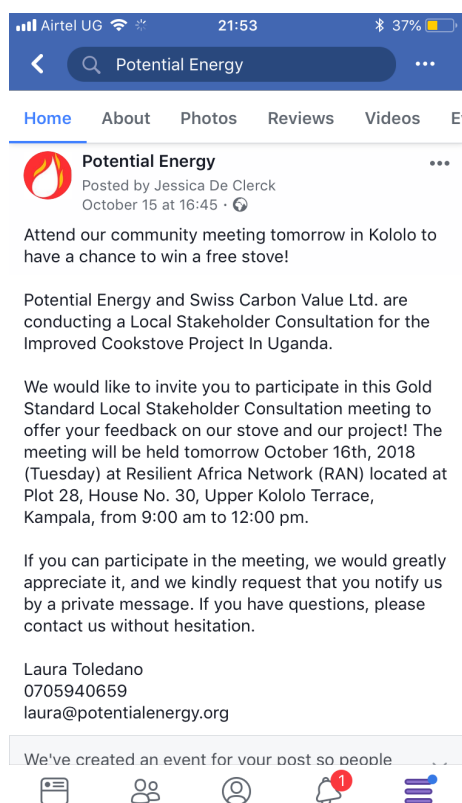 Airtel UG 21:53 37%
Potential Energy
Home About Photos Reviews Videos E
Potential Energy
Posted by Jessica De Clerck
October 15 at 16:45 ·
Attend our community meeting tomorrow in Kololo to
have a chance to win a free stove!
Potential Energy and Swiss Carbon Value Ltd. are
conducting a Local Stakeholder Consultation for the
Improved Cookstove Project In Uganda.
We would like to invite you to participate in this Gold
Standard Local Stakeholder Consultation meeting to
offer your feedback on our stove and our project! The
meeting will be held tomorrow October 16th, 2018
(Tuesday) at Resilient Africa Network (RAN) located at
Plot 28, House No. 30, Upper Kololo Terrace,
Kampala, from 9:00 am to 12:00 pm.
If you can participate in the meeting, we would greatly
appreciate it, and we kindly request that you notify us
by a private message. If you have questions, please
contact us without hesitation.
Laura Toledano
0705940659
laura@potentialenergy.org
We've created an event for your post so people
1